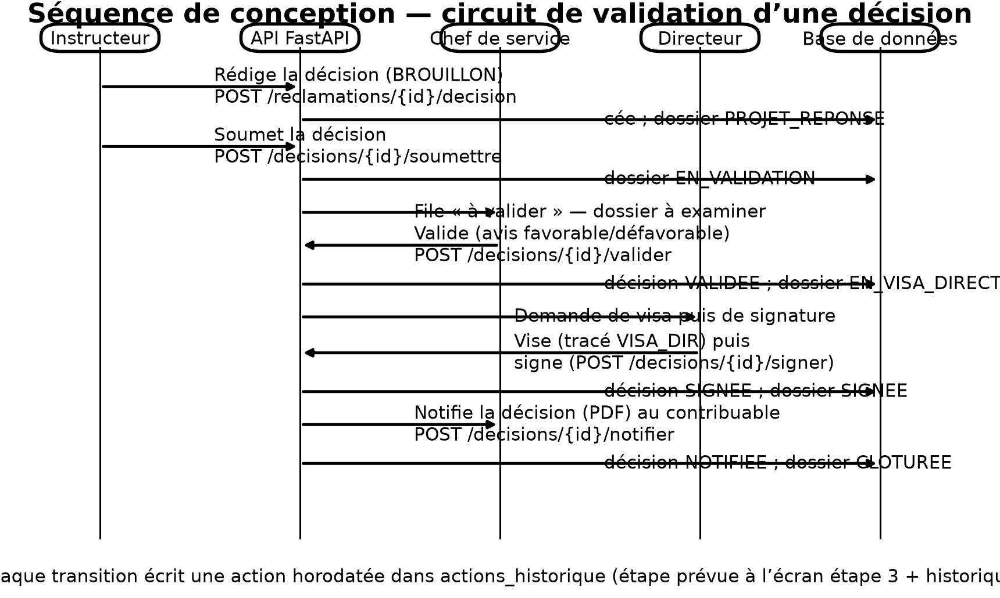 Séquence de conception — circuit de validation d’une décision
Instructeur
API FastAPI
Chef de service
Directeur
Base de données
Rédige la décision (BROUILLON)
POST /reclamations/{id}/decision
cée ; dossier PROJET_REPONSE
Soumet la décision
POST /decisions/{id}/soumettre
dossier EN_VALIDATION
File « à valider » — dossier à examiner
Valide (avis favorable/défavorable)
POST /decisions/{id}/valider
décision VALIDEE ; dossier EN_VISA_DIRECT
Demande de visa puis de signature
Vise (tracé VISA_DIR) puis
signe (POST /decisions/{id}/signer)
décision SIGNEE ; dossier SIGNEE
Notifie la décision (PDF) au contribuable
POST /decisions/{id}/notifier
décision NOTIFIEE ; dossier CLOTUREE
aque transition écrit une action horodatée dans actions_historique (étape prévue à l’écran étape 3 + historiqu